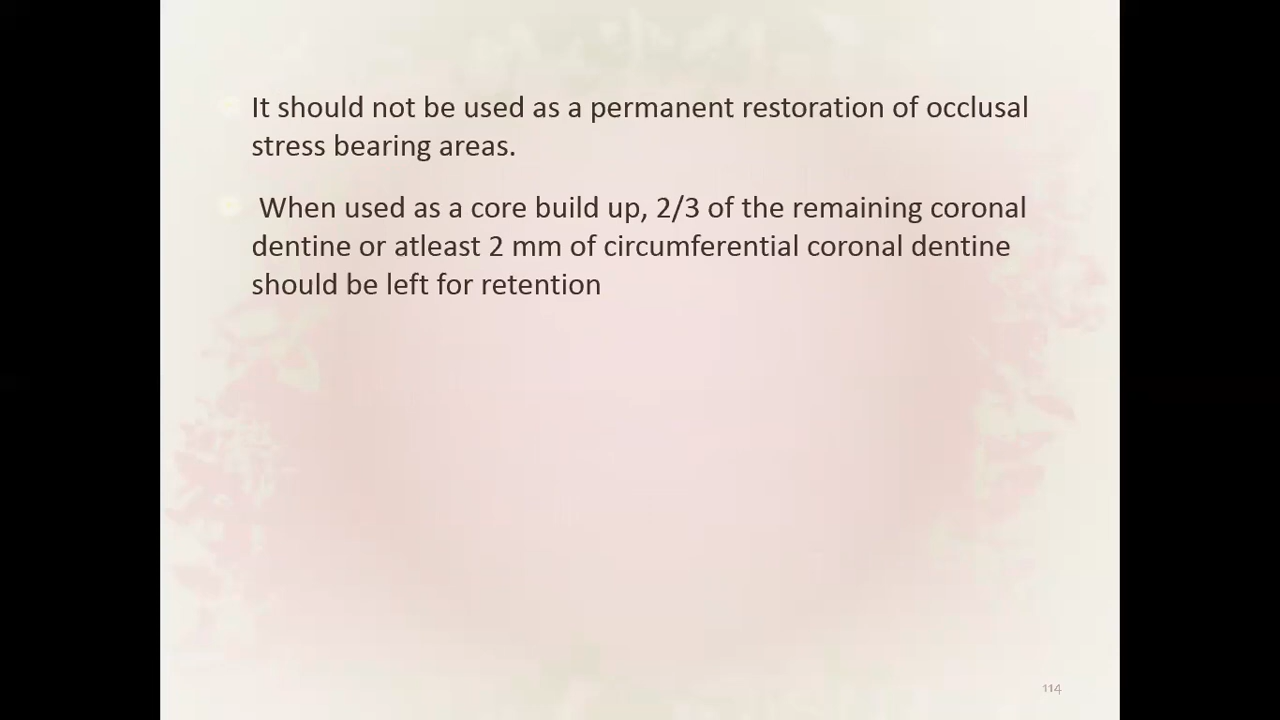 It should not be used as a permanent restoration of occlusal
stress bearing areas.
When used as a core build up, 2/3 of the remaining coronal
dentine or atleast 2 mm of circumferential coronal dentine
should be left for retention
114